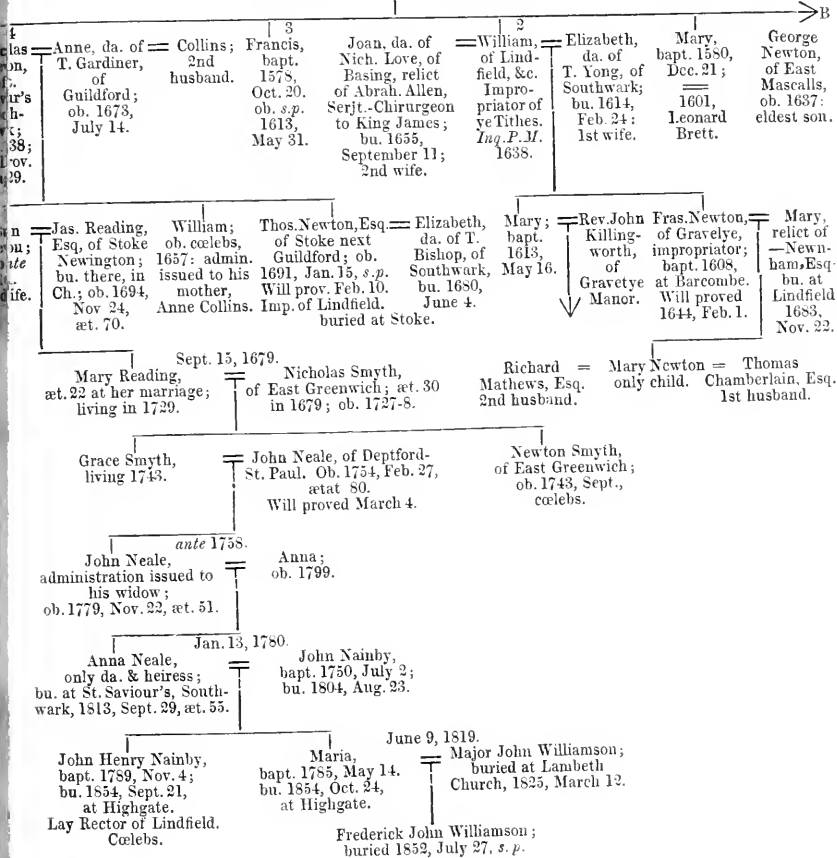 B
4
3
2
las
Anne, da. of
T. Gardiner,
of
Guildford;
ob. 1673,
July 14.
Collins;
2nd
husband.
Francis,
bapt.
1578,
Oct. 20.
ob. s.p.
1613,
May 31.
Joan, da. of
Nich. Love, of
Basing, relict
of Abrah. Allen,
Serjt.-Chirurgeon
to King James;
bu. 1655,
September 11;
2nd wife.
William,
of Lind-
field, &c.
Impro-
priator of
ye Tithes.
Inq. P.M.
1638.
Elizabeth,
da. of
T. Yong, of
Southwark;
bu. 1614,
Feb. 24:
1st wife.
Mary,
bapt. 1580,
Dec. 21;
=
1601,
Leonard
Brett.
George
Newton,
of East
Mascalls,
ob. 1637:
eldest son.
Jas. Reading,
Esq, of Stoke
Newington;
bu. there, in
Ch.; ob. 1694,
Nov 24,
æt. 70.
William;
ob. cœlebs,
1657: admin.
issued to his
mother,
Anne Collins.
Thos. Newton, Esq.
of Stoke next
Guildford; ob.
1691, Jan. 15, s.p.
Will prov. Feb. 10.
Imp. of Lindfield.
buried at Stoke.
Elizabeth,
da. of T.
Bishop, of
Southwark,
bu. 1680,
June 4.
Mary;
bapt.
1613,
May 16.
Rev. John
Killing-
worth,
of
Gravetye
Manor.
Fras. Newton,
of Gravelye,
impropriator;
bapt. 1608,
at Barcombe.
Will proved
1644, Feb. 1.
Mary,
relict of
—Newn-
ham, Esq.
bu. at
Lindfield
1683,
Nov. 22.
Sept. 15, 1679.
Mary Reading,
æt. 22 at her marriage;
living in 1729.
=
Nicholas Smyth,
of East Greenwich; æt. 30
in 1679; ob. 1727-8.
Richard
Mathews, Esq.
2nd husband.
=
Mary Newton
only child.
=
Thomas
Chamberlain, Esq.
1st husband.
Grace Smyth,
living 1743.
=
John Neale, of Deptford-
St. Paul. Ob. 1754, Feb. 27,
ætat 80.
Will proved March 4.
Newton Smyth,
of East Greenwich;
ob. 1743, Sept.,
cœlebs.
ante 1758.
John Neale,
administration issued to
his widow;
ob. 1779, Nov. 22, æt. 51.
=
Anna;
ob. 1799.
Jan. 13, 1780.
Anna Neale,
only da. & heiress;
bu. at St. Saviour's, South-
wark, 1813, Sept. 29, æt. 55.
=
John Nainby,
bapt. 1750, July 2;
bu. 1804, Aug. 23.
June 9, 1819.
John Henry Nainby,
bapt. 1789, Nov. 4;
bu. 1854, Sept. 21,
at Highgate.
Lay Rector of Lindfield.
Cœlebs.
Maria,
bapt. 1785, May 14.
bu. 1854, Oct. 24,
at Highgate.
=
Major John Williamson;
buried at Lambeth
Church, 1825, March 12.
Frederick John Williamson;
buried 1852, July 27, s.p.